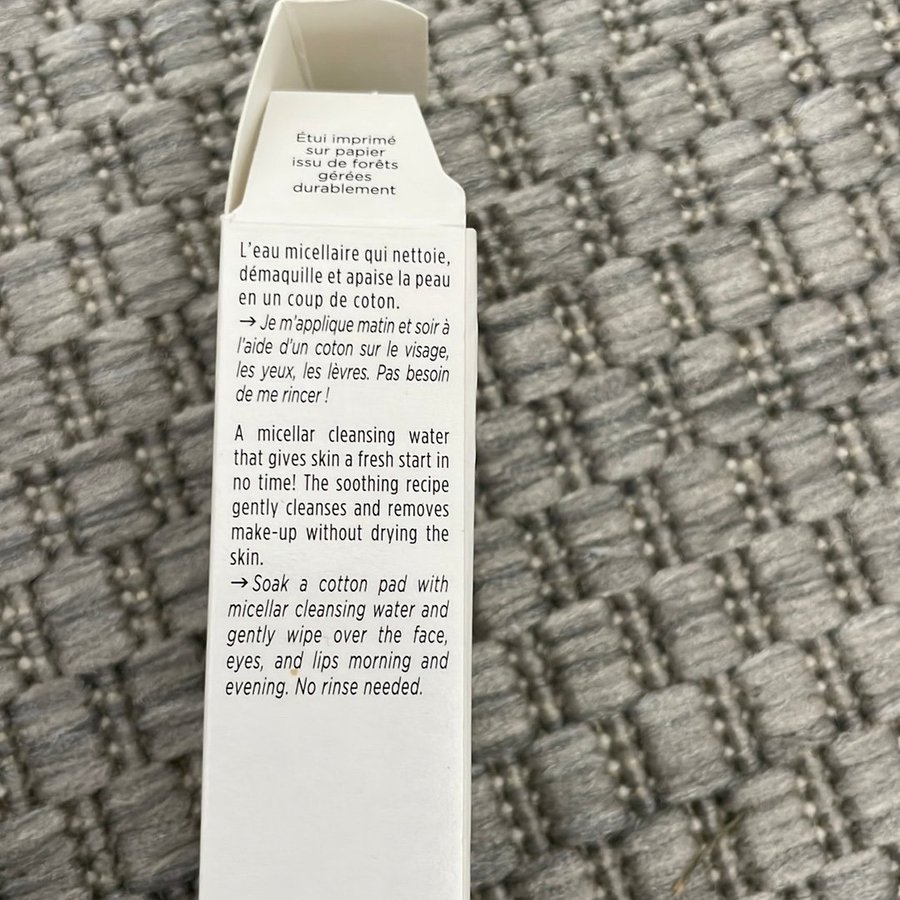 Étui imprimé
sur papier
issu de forêts
gérées
durablement
L'eau micellaire qui nettoie,
démaquille et apaise la peau
en un coup de coton.
→ Je m'applique matin et soir à
l'aide d'un coton sur le visage,
les yeux, les lèvres. Pas besoin
de me rincer !
A micellar cleansing water
that gives skin a fresh start in
no time! The soothing recipe
gently cleanses and removes
make-up without drying the
skin.
→ Soak a cotton pad with
micellar cleansing water and
gently wipe over the face,
eyes, and lips morning and
evening. No rinse needed.